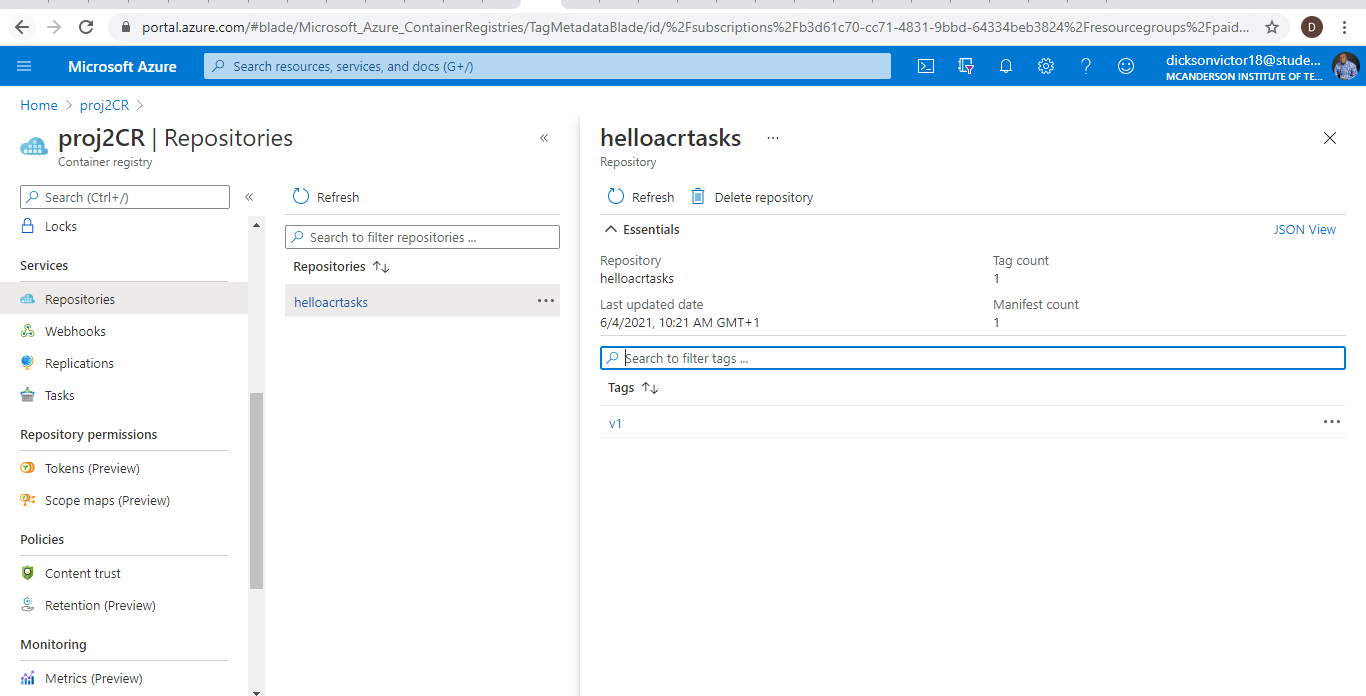 portal.azure.com/#blade/Microsoft_Azure_ContainerRegistries/TagMetadataBlade/id/%2Fsubscriptions%2Fb3d61c70-cc71-4831-9bbd-64334beb3824%2Fresourcegroups%2Fpaid...
D
Microsoft Azure
Search resources, services, and docs (G+/)
dicksonvictor18@stude...
MCANDERSON INSTITUTE OF TE...
Home > proj2CR >
proj2CR | Repositories
Container registry
Search (Ctrl+/)
Locks
Services
Repositories
Webhooks
Replications
Tasks
Repository permissions
Tokens (Preview)
Scope maps (Preview)
Policies
Content trust
Retention (Preview)
Monitoring
Metrics (Preview)
Refresh
Search to filter repositories ...
Repositories
helloacrtasks
helloacrtasks
Repository
Refresh
Delete repository
Essentials
JSON View
Repository
helloacrtasks
Tag count
1
Last updated date
6/4/2021, 10:21 AM GMT+1
Manifest count
1
Search to filter tags ...
Tags
v1